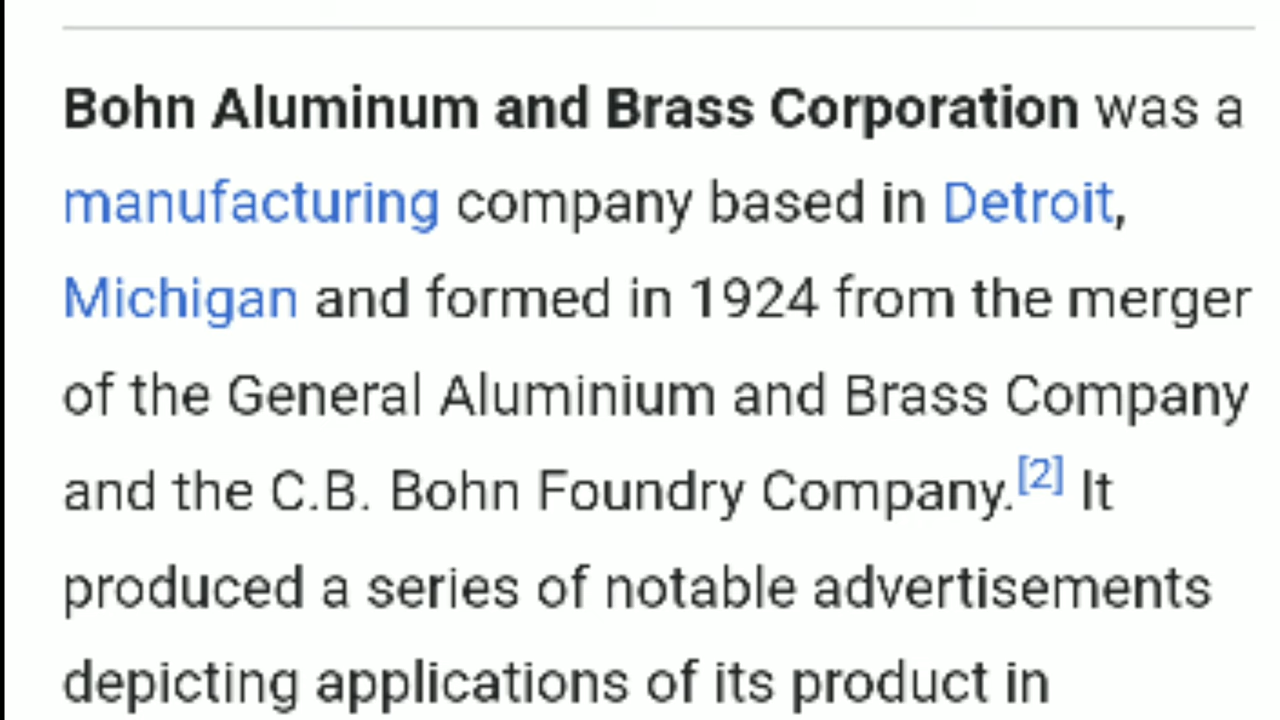 Bohn Aluminum and Brass Corporation was a
manufacturing company based in Detroit,
Michigan and formed in 1924 from the merger
of the General Aluminium and Brass Company
and the C.B. Bohn Foundry Company.[2] It
produced a series of notable advertisements
depicting applications of its product in